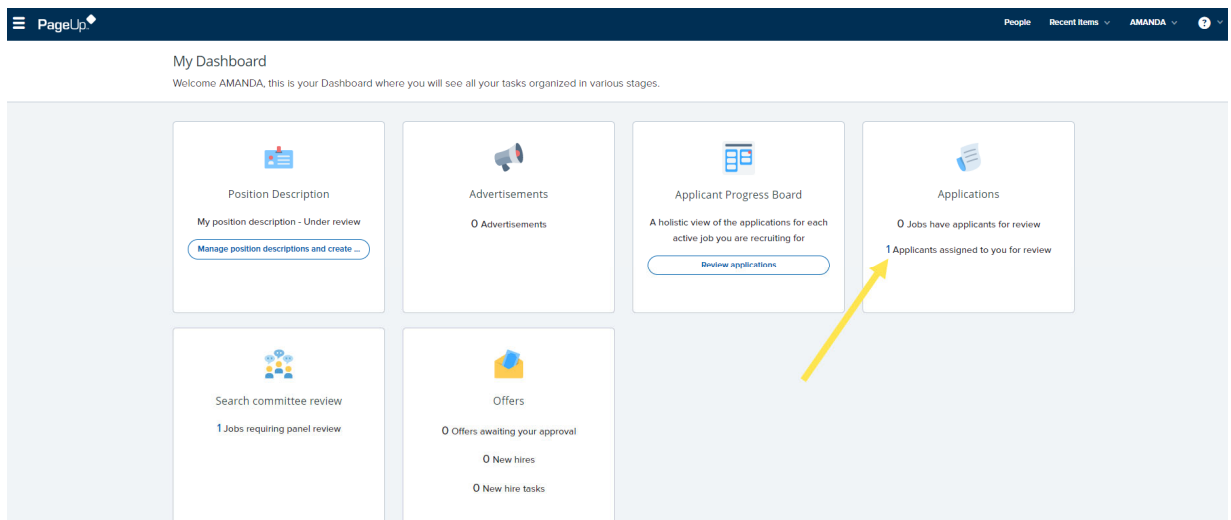 PageUp
People Recent Items AMANDA ?
My Dashboard
Welcome AMANDA, this is your Dashboard where you will see all your tasks organized in various stages.
Position Description
My position description - Under review
Manage position descriptions and create ...
Advertisements
0 Advertisements
Applicant Progress Board
A holistic view of the applications for each
active job you are recruiting for
Review applications
Applications
0 Jobs have applicants for review
1 Applicants assigned to you for review
Search committee review
1 Jobs requiring panel review
Offers
0 Offers awaiting your approval
0 New hires
0 New hire tasks